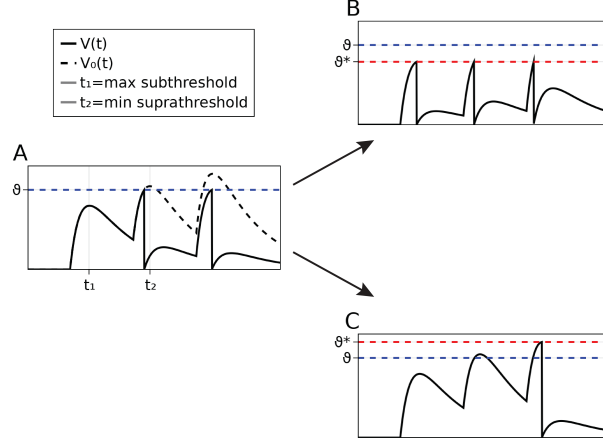 B
V(t)
V₀(t)
t₁=max subthreshold
t₂=min suprathreshold
ϑ
ϑ*
A
ϑ
t₁
t₂
C
ϑ*
ϑ